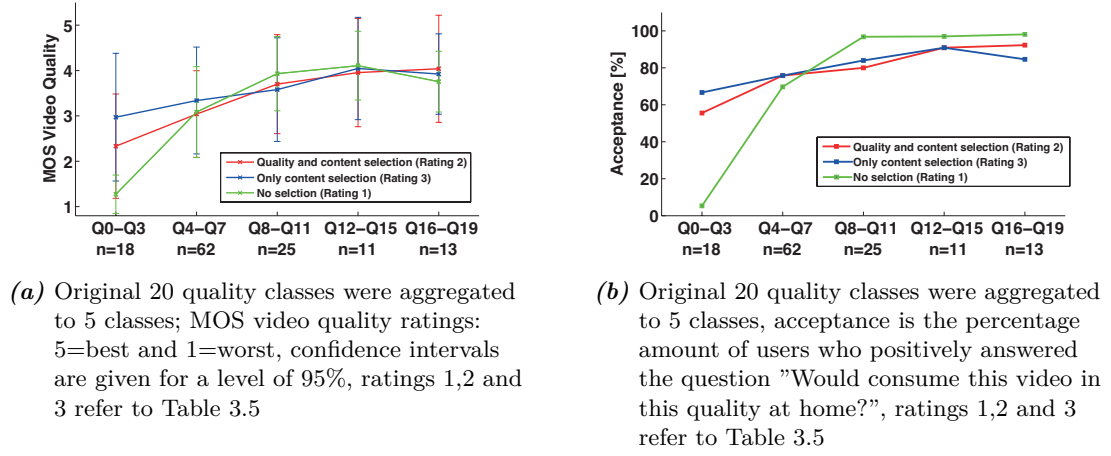 5
4
3
2
1
MOS Video Quality
Quality and content selection (Rating 2)
Only content selection (Rating 3)
No selction (Rating 1)
Q0−Q3 Q4−Q7 Q8−Q11 Q12−Q15 Q16−Q19
n=18 n=62 n=25 n=11 n=13
(a) Original 20 quality classes were aggregated
to 5 classes; MOS video quality ratings:
5=best and 1=worst, confidence intervals
are given for a level of 95%, ratings 1,2 and
3 refer to Table 3.5
100
80
60
40
20
0
Acceptance [%]
Quality and content selection (Rating 2)
Only content selection (Rating 3)
No selction (Rating 1)
Q0−Q3 Q4−Q7 Q8−Q11 Q12−Q15 Q16−Q19
n=18 n=62 n=25 n=11 n=13
(b) Original 20 quality classes were aggregated
to 5 classes, acceptance is the percentage
amount of users who positively answered
the question ”Would consume this video in
this quality at home?”, ratings 1,2 and 3
refer to Table 3.5